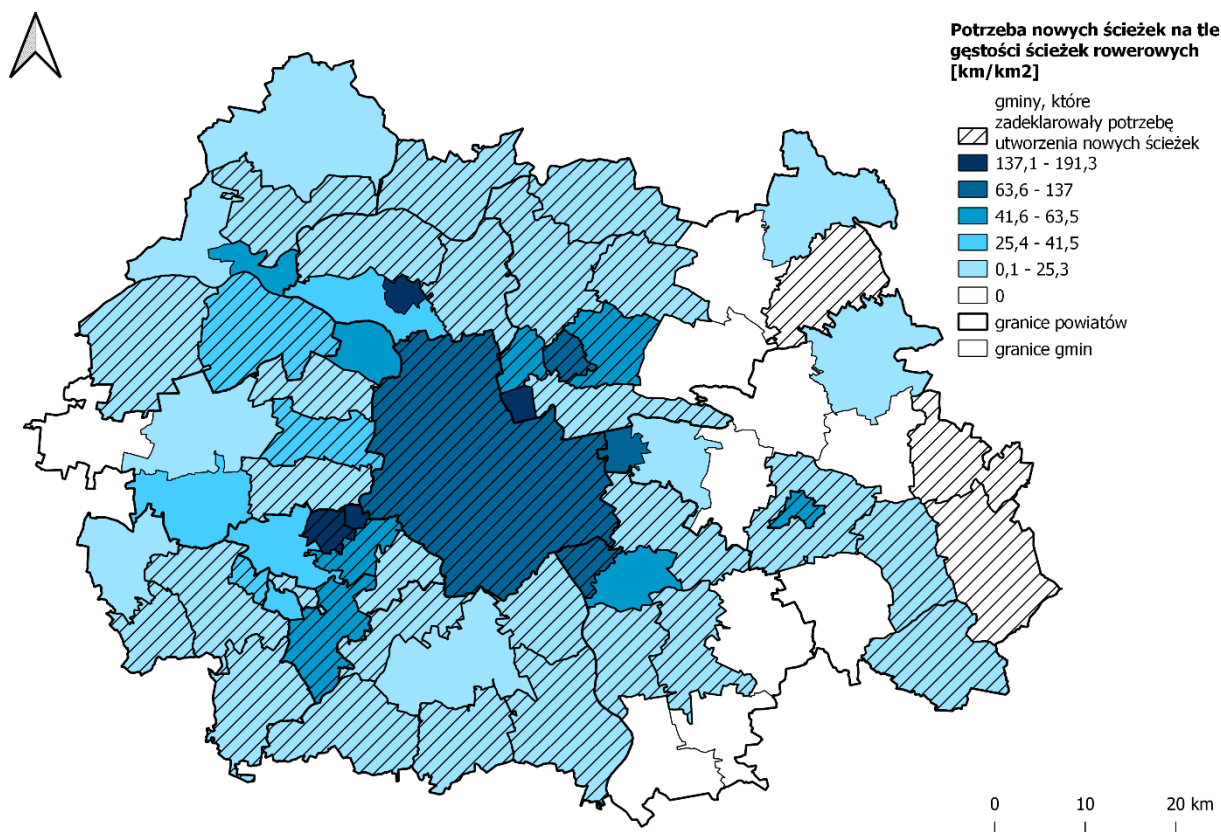 Potrzeba nowych ścieżek na tle
gęstości ścieżek rowerowych
[km/km2]
gminy, które
zadeklarowały potrzebę
utworzenia nowych ścieżek
137,1 - 191,3
63,6 - 137
41,6 - 63,5
25,4 - 41,5
0,1 - 25,3
0
granice powiatów
granice gmin
0 10 20 km